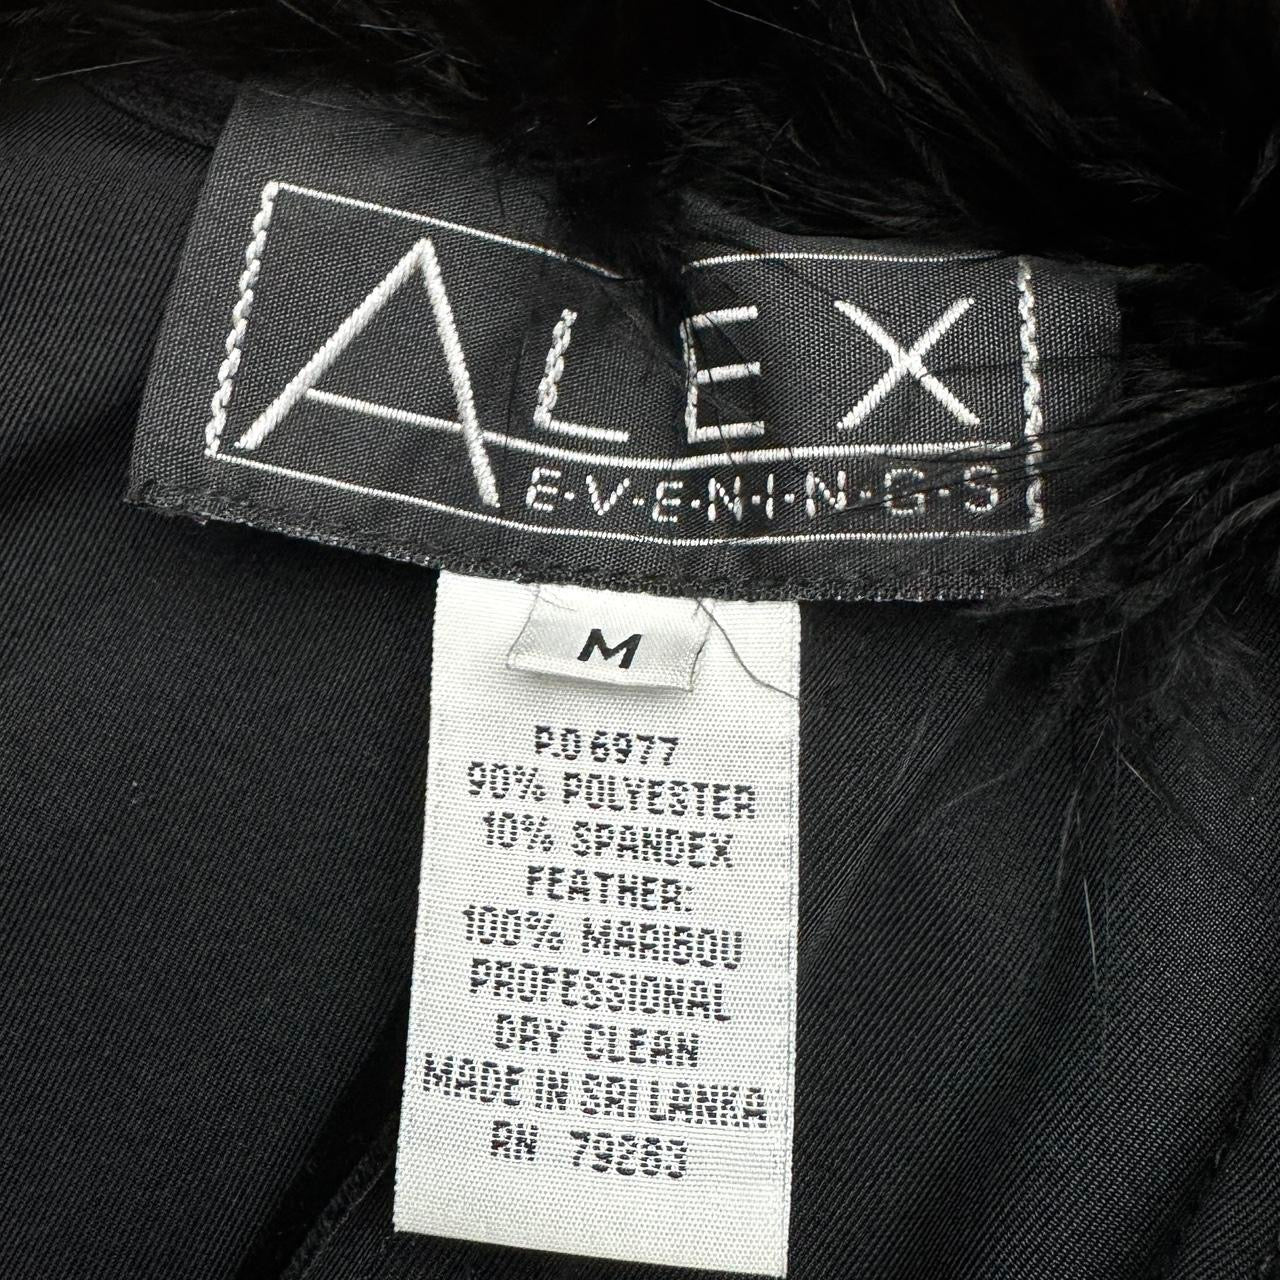 ALEX
E·V·E·N·I·N·G·S
M
P.O 6977
90% POLYESTER
10% SPANDEX
FEATHER:
100% MARIBOU
PROFESSIONAL
DRY CLEAN
MADE IN SRI LANKA
RN 79283